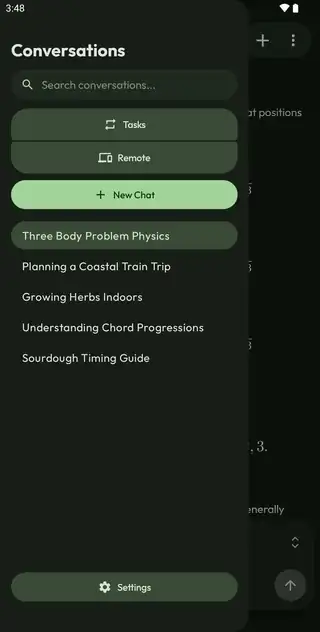 3:48
Conversations
Search conversations...
at positions
Tasks
Remote
New Chat
Three Body Problem Physics
Planning a Coastal Train Trip
Growing Herbs Indoors
Understanding Chord Progressions
Sourdough Timing Guide
, 3.
enerally
Settings